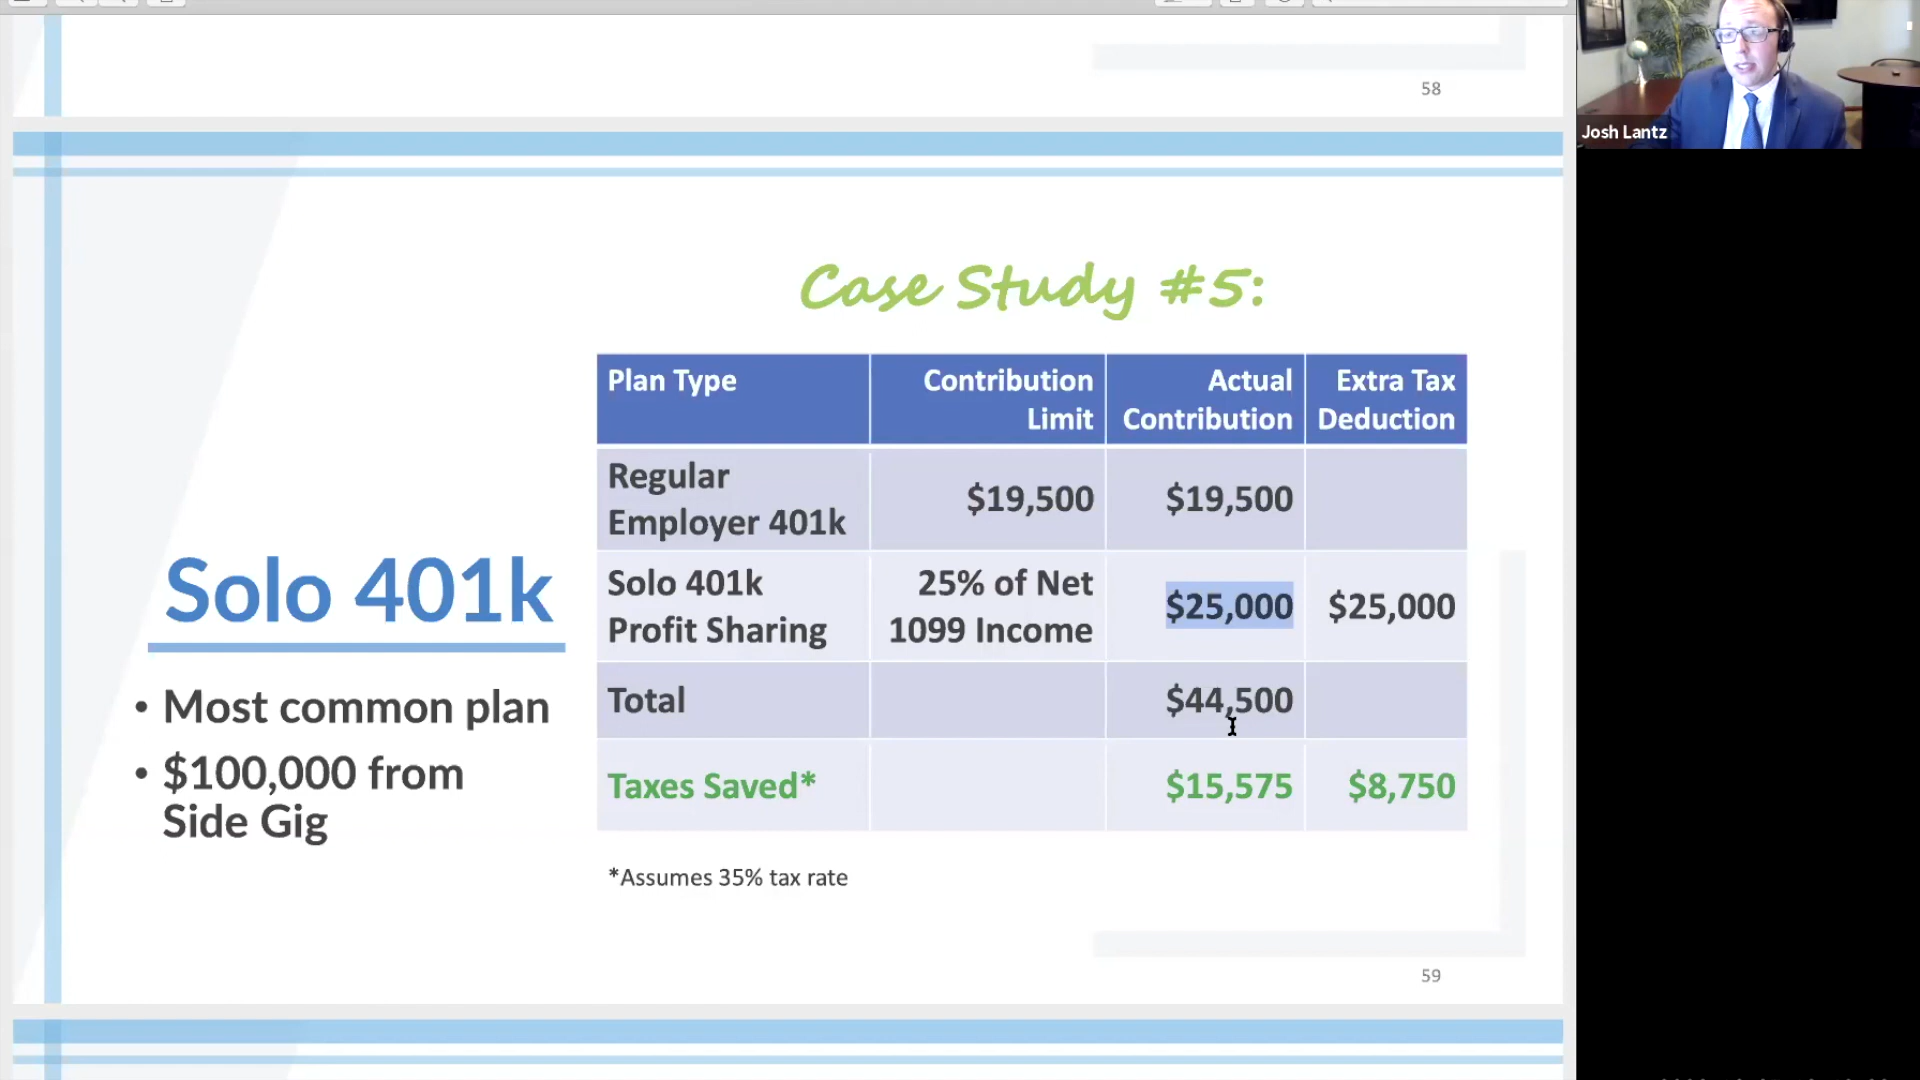 58
Josh Lantz
Case Study #5:
Plan Type
Contribution
Limit
Actual
Contribution
Extra Tax
Deduction
Regular
Employer 401k
$19,500
$19,500
Solo 401k
Profit Sharing
25% of Net
1099 Income
$25,000
$25,000
Total
$44,500
Taxes Saved*
$15,575
$8,750
*Assumes 35% tax rate
Solo 401k
• Most common plan
• $100,000 from
Side Gig
59